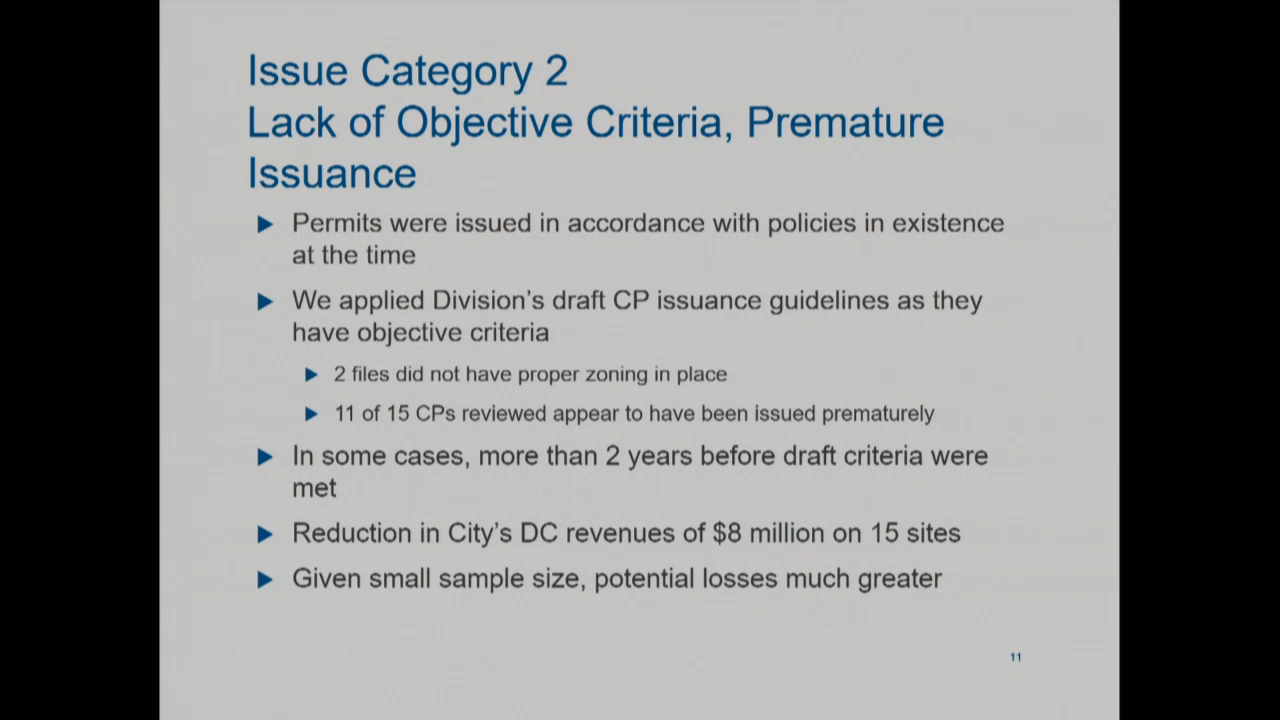 Issue Category 2
Lack of Objective Criteria, Premature
Issuance
Permits were issued in accordance with policies in existence
at the time
We applied Division's draft CP issuance guidelines as they
have objective criteria
2 files did not have proper zoning in place
11 of 15 CPs reviewed appear to have been issued prematurely
In some cases, more than 2 years before draft criteria were
met
Reduction in City's DC revenues of $8 million on 15 sites
Given small sample size, potential losses much greater
11